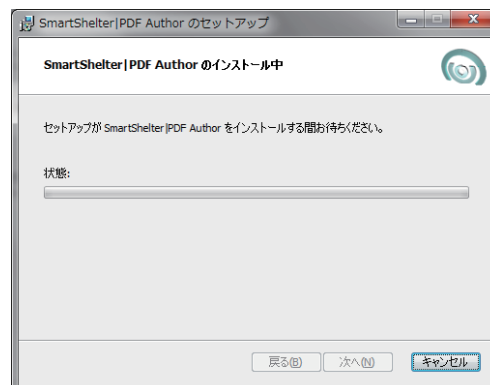 SmartShelter|PDF Author のセットアップ
SmartShelter|PDF Author のインストール中
セットアップが SmartShelter|PDF Author をインストールする間お待ちください。
状態:
戻る(B) 次へ(N) キャンセル